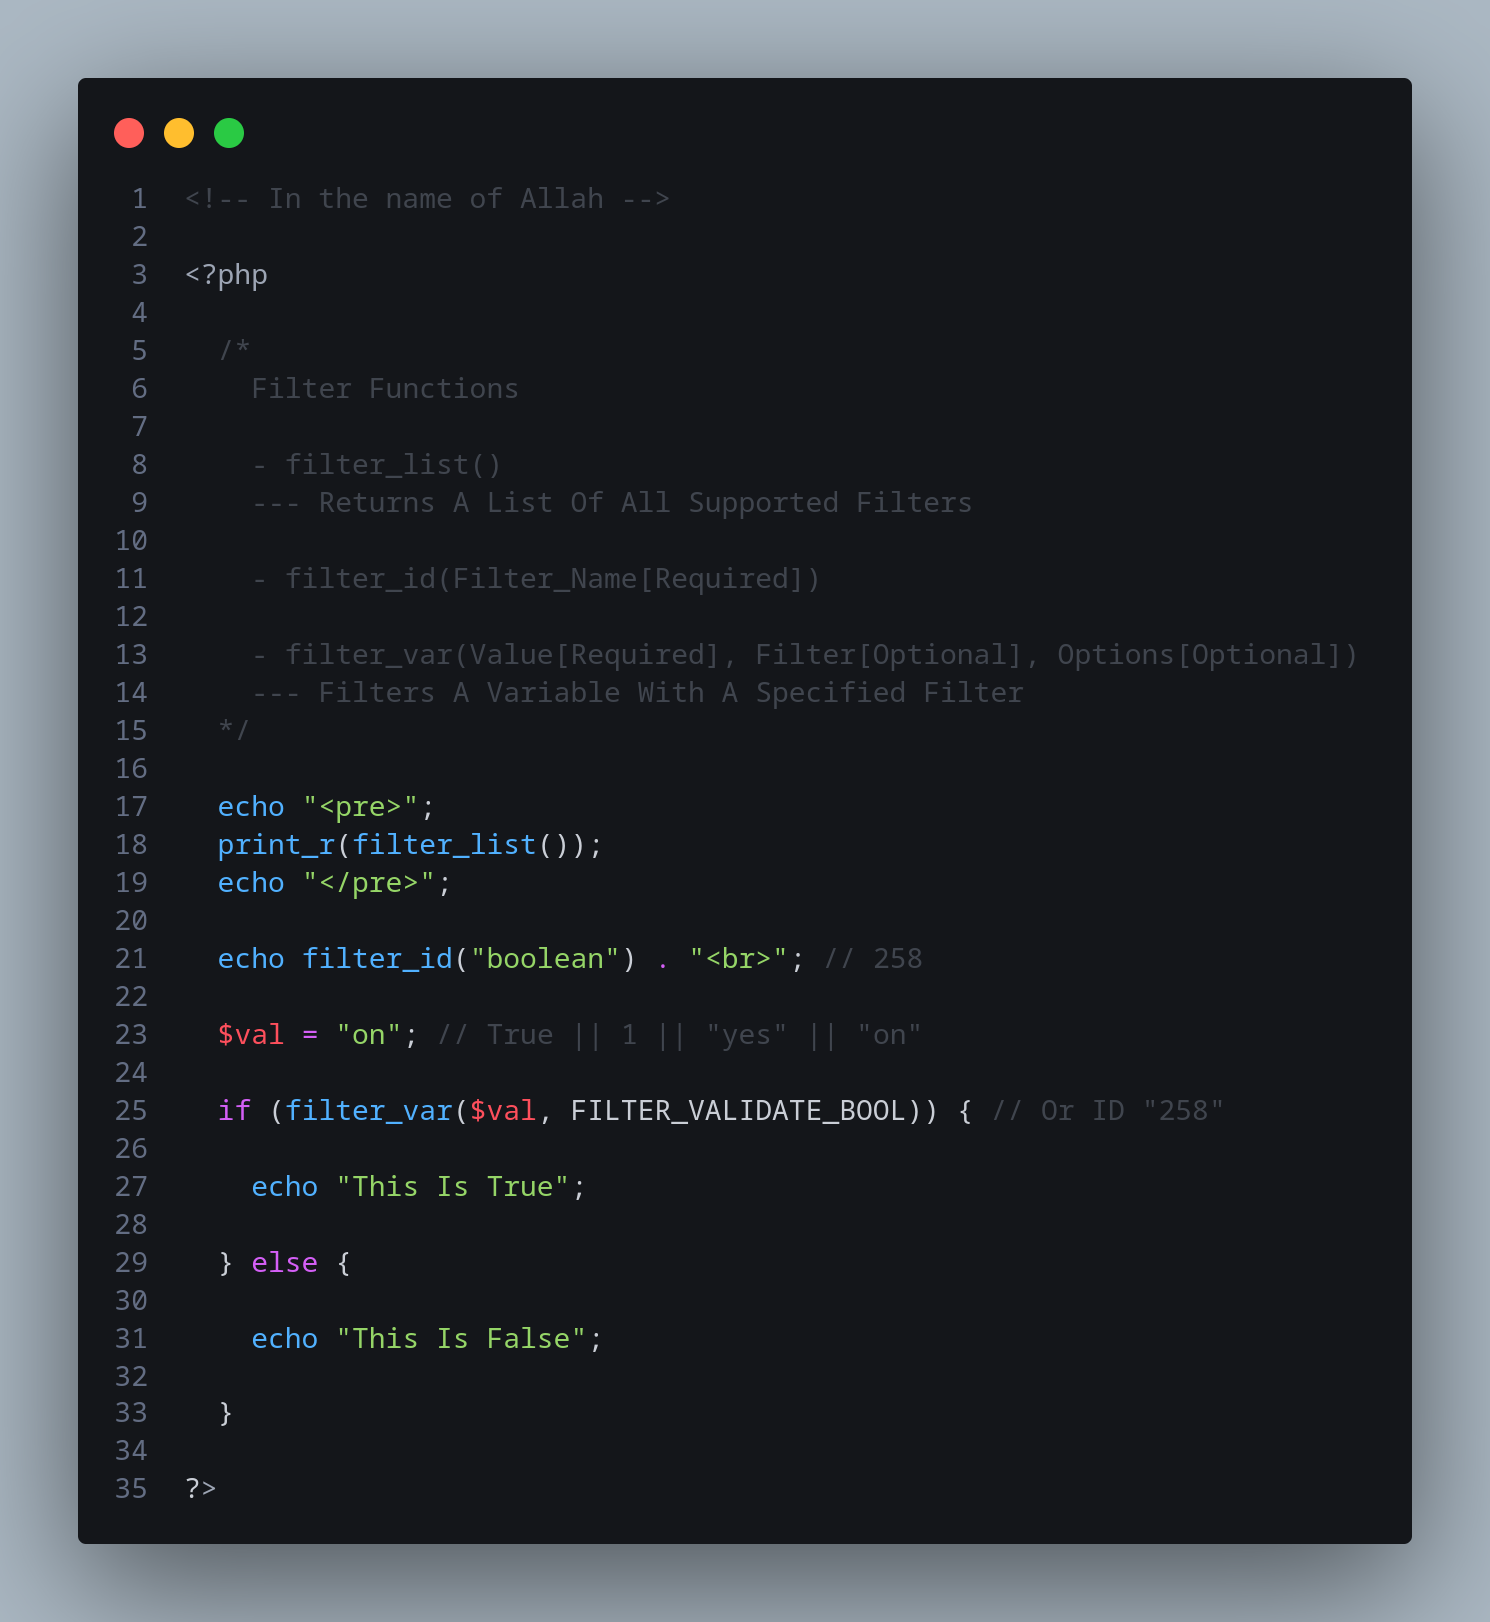 1 <!-- In the name of Allah -->
2
3 <?php
4
5 /*
6 Filter Functions
7
8 - filter_list()
9 --- Returns A List Of All Supported Filters
10
11 - filter_id(Filter_Name[Required])
12
13 - filter_var(Value[Required], Filter[Optional], Options[Optional])
14 --- Filters A Variable With A Specified Filter
15 */
16
17 echo "<pre>";
18 print_r(filter_list());
19 echo "</pre>";
20
21 echo filter_id("boolean") . "<br>"; // 258
22
23 $val = "on"; // True || 1 || "yes" || "on"
24
25 if (filter_var($val, FILTER_VALIDATE_BOOL)) { // Or ID "258"
26
27 echo "This Is True";
28
29 } else {
30
31 echo "This Is False";
32
33 }
34
35 ?>